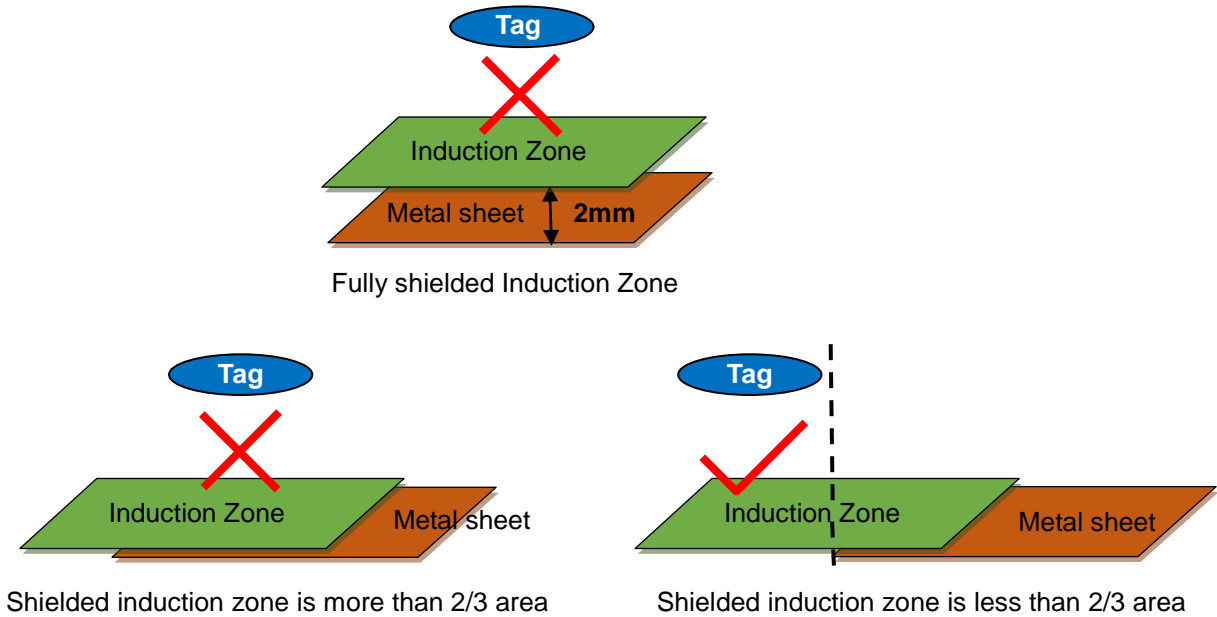 Tag
Induction Zone
Metal sheet 2mm
Fully shielded Induction Zone
Tag
Induction Zone
Metal sheet
Shielded induction zone is more than 2/3 area
Tag
Induction Zone
Metal sheet
Shielded induction zone is less than 2/3 area